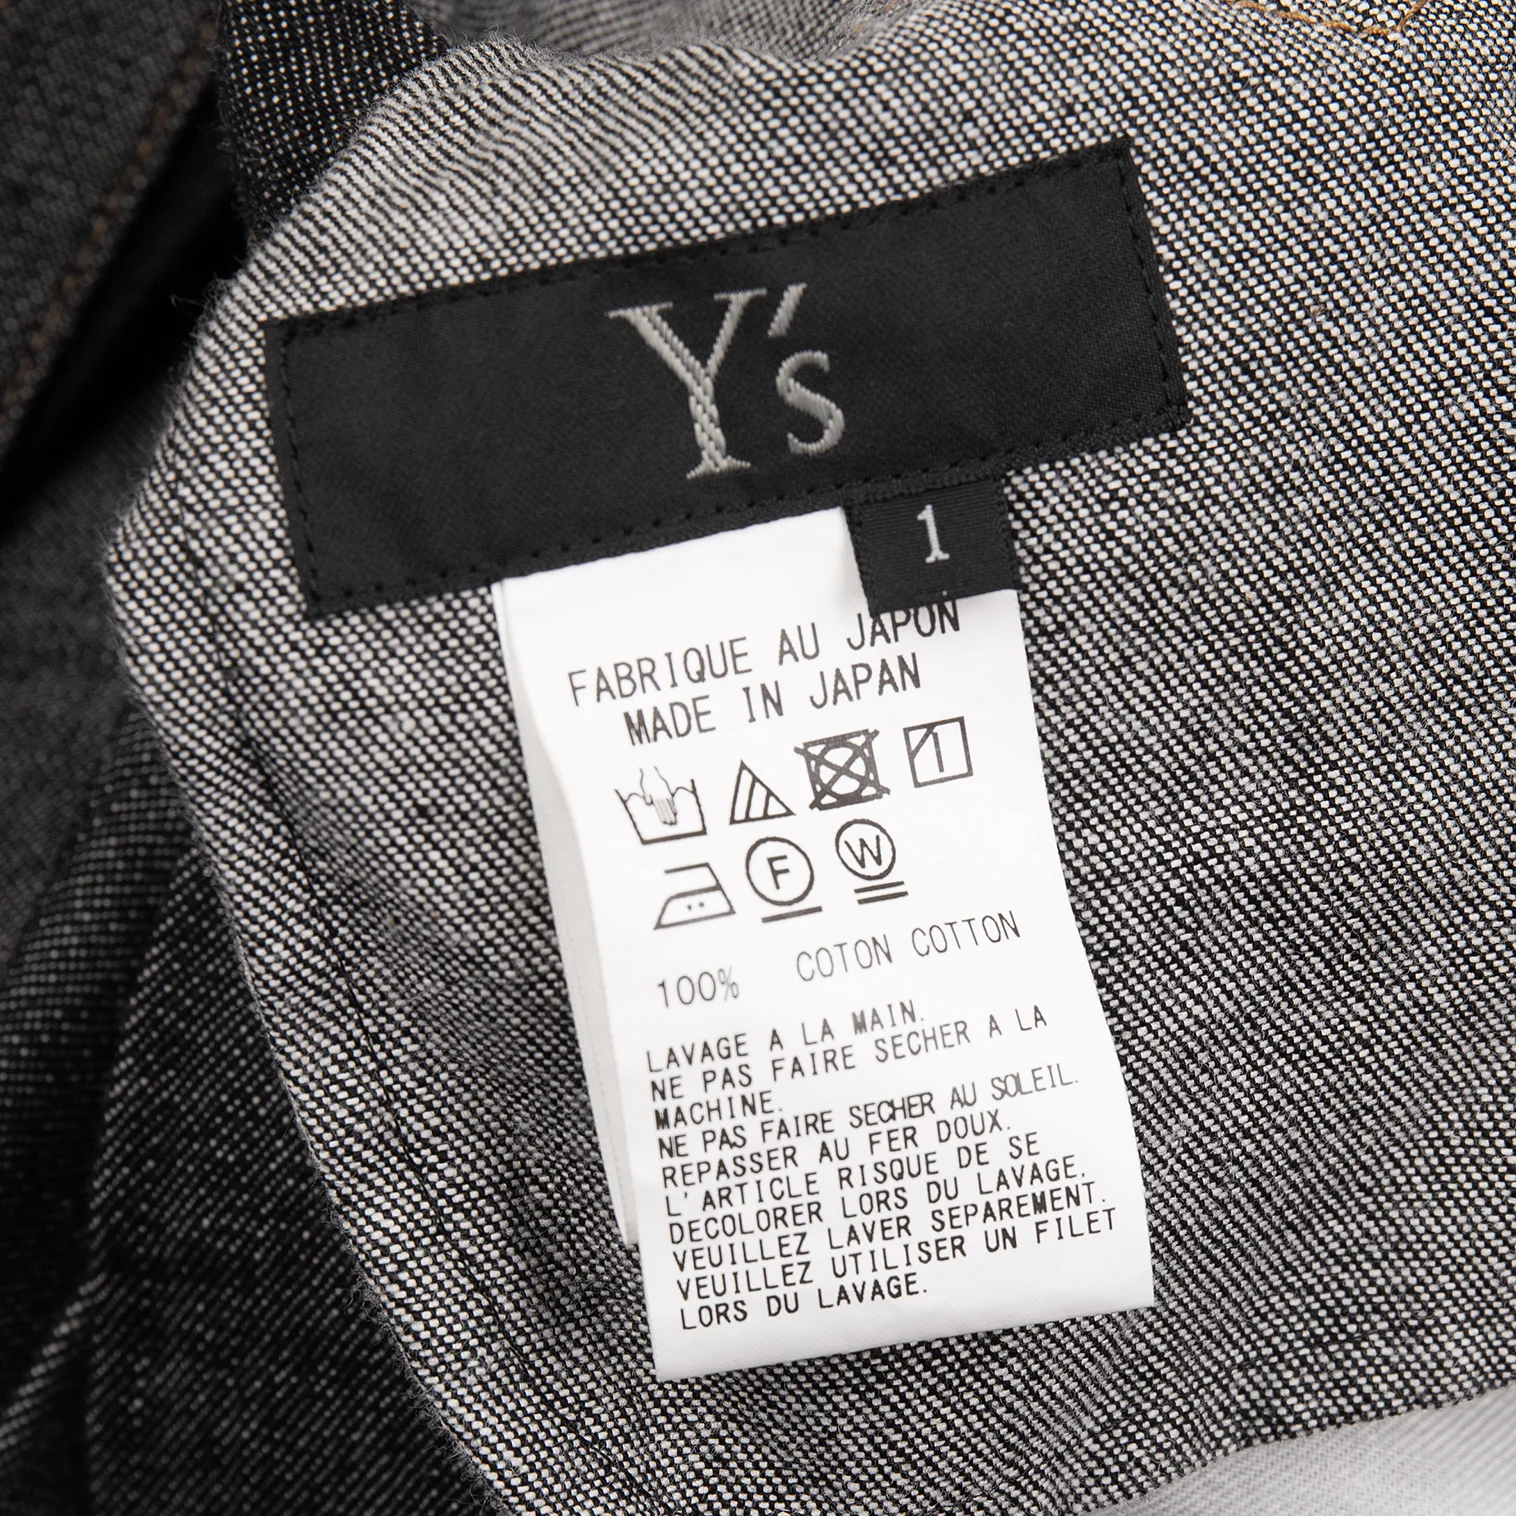 Y's
1
FABRIQUE AU JAPON
MADE IN JAPAN
F W
100% COTON COTTON
LAVAGE A LA MAIN.
NE PAS FAIRE SECHER A LA
MACHINE.
NE PAS FAIRE SECHER AU SOLEIL.
REPASSER AU FER DOUX.
L'ARTICLE RISQUE DE SE
DECOLORER LORS DU LAVAGE.
VEUILLEZ LAVER SEPAREMENT.
VEUILLEZ UTILISER UN FILET
LORS DU LAVAGE.